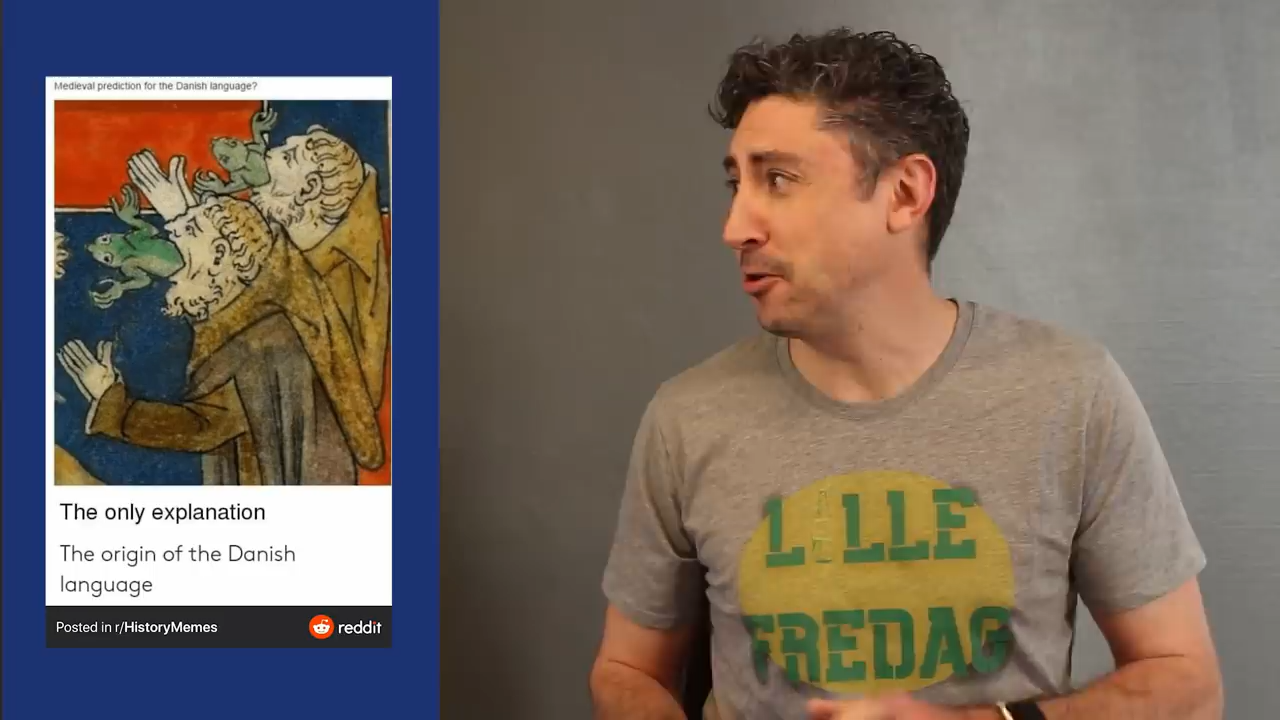 Medieval prediction for the Danish language?
The only explanation
The origin of the Danish
language
Posted in r/HistoryMemes
reddit
LILLE
FREDAG